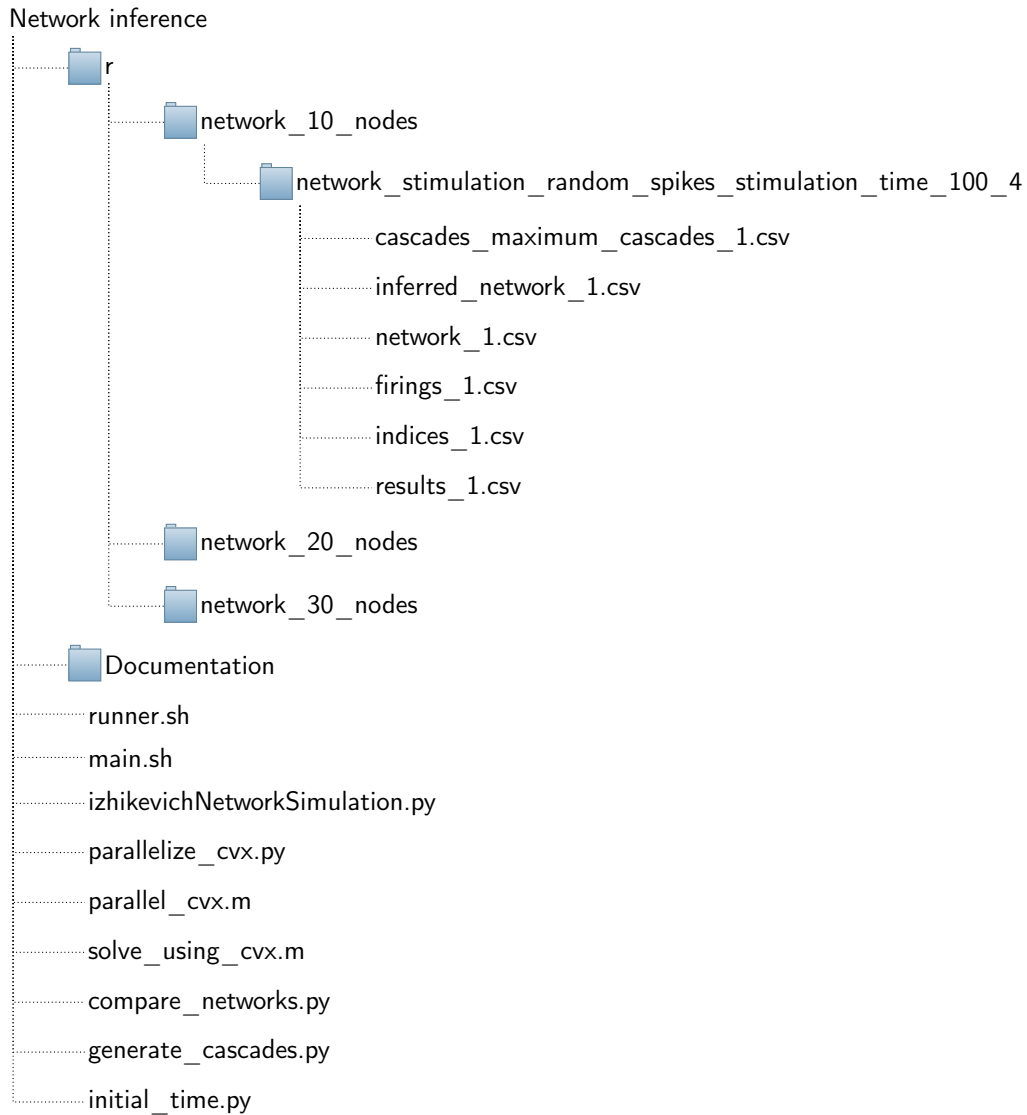 Network inference
r
network_10_nodes
network_stimulation_random_spikes_stimulation_time_100_4
cascades_maximum_cascades_1.csv
inferred_network_1.csv
network_1.csv
firings_1.csv
indices_1.csv
results_1.csv
network_20_nodes
network_30_nodes
Documentation
runner.sh
main.sh
izhikevichNetworkSimulation.py
parallelize_cvx.py
parallel_cvx.m
solve_using_cvx.m
compare_networks.py
generate_cascades.py
initial_time.py